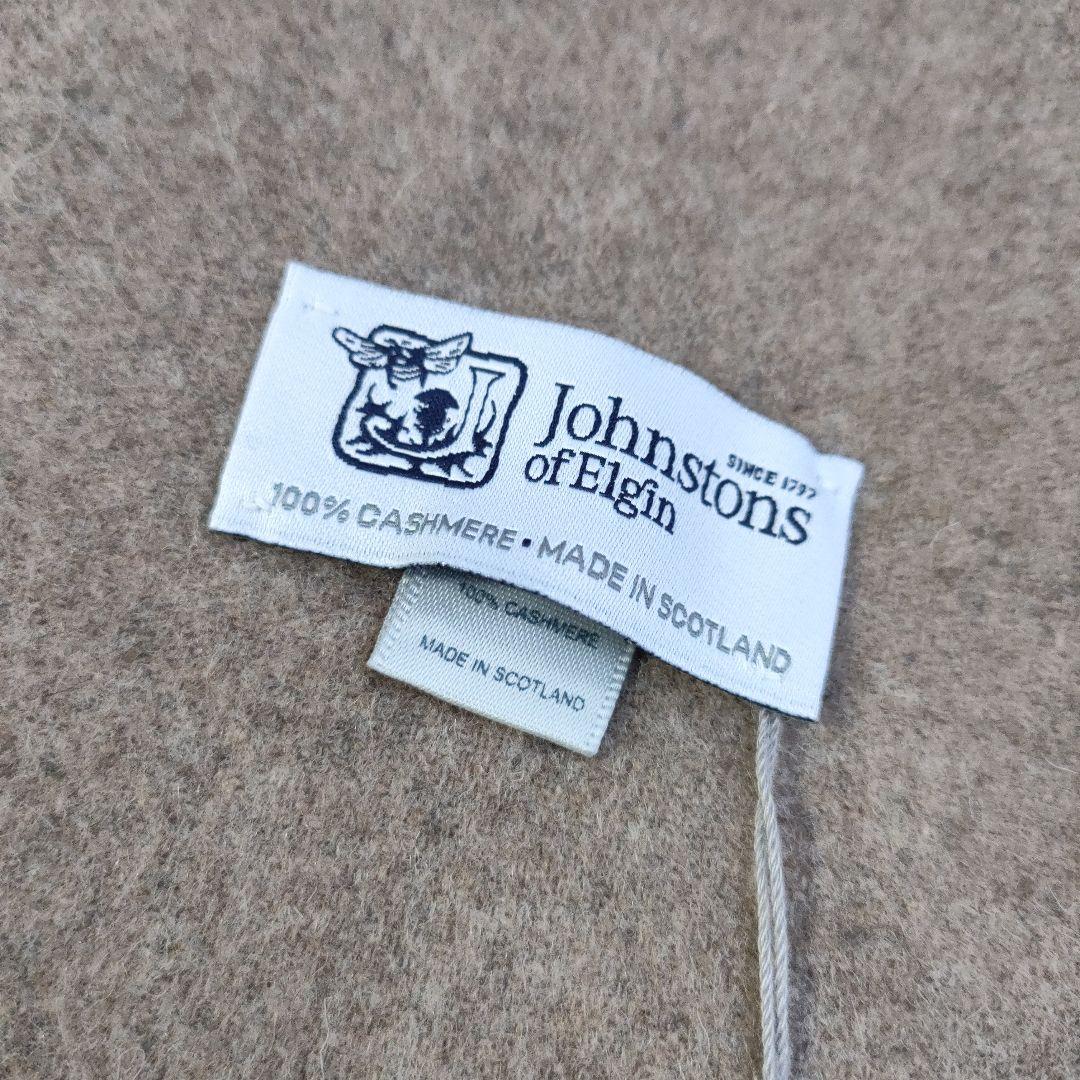 Johnstons
SINCE 1797
of Elgin
100% CASHMERE • MADE IN SCOTLAND
100% CASHMERE
MADE IN SCOTLAND